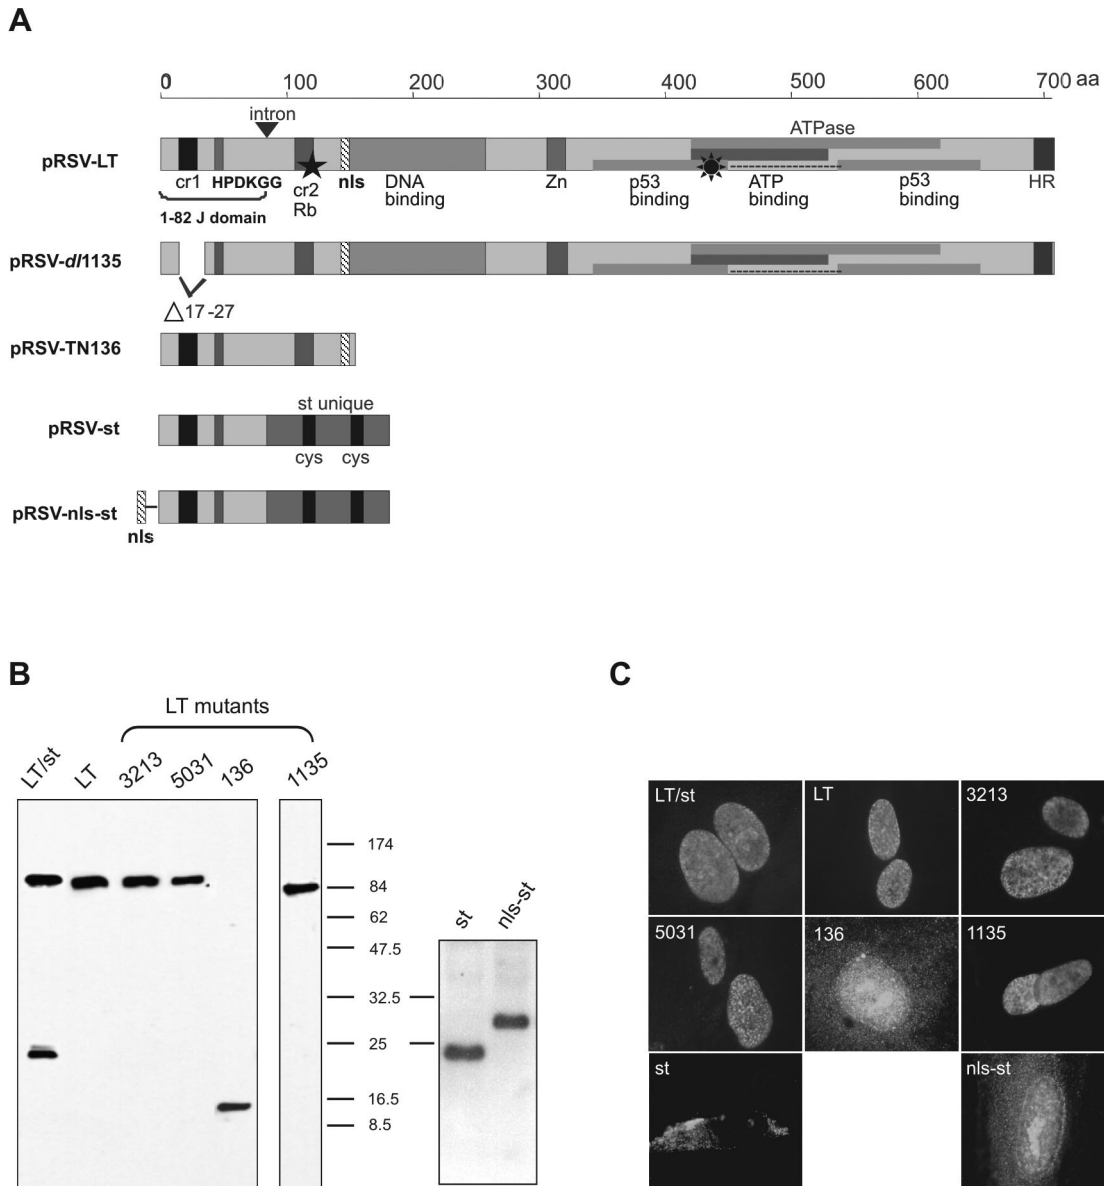 A
0 100 200 300 400 500 600 700 aa
intron
ATPase
pRSV-LT
cr1 HPDKGG cr2 Rb nls DNA binding Zn p53 binding ATP binding p53 binding HR
1-82 J domain
pRSV-dl1135
△17-27
pRSV-TN136
st unique
pRSV-st
cys cys
pRSV-nls-st
nls
B
LT mutants
LT/st LT 3213 5031 136 1135
174
84
62
47.5
32.5
25
16.5
8.5
st nls-st
C
LT/st LT 3213
5031 136 1135
st nls-st